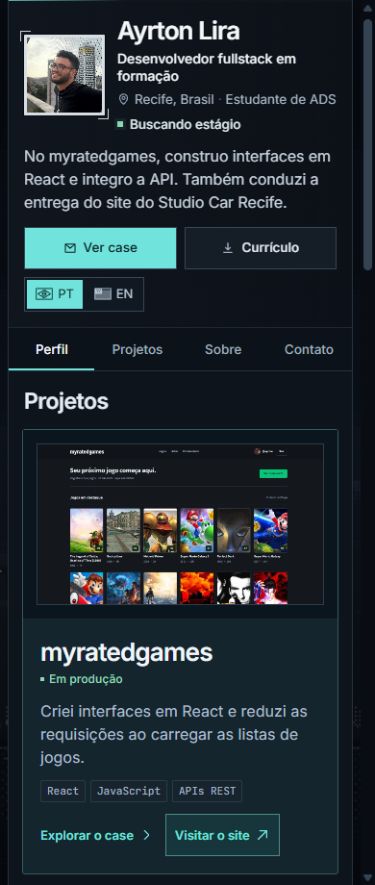 Ayrton Lira
Desenvolvedor fullstack em
formação
Recife, Brasil · Estudante de ADS
Buscando estágio
No myratedgames, construo interfaces em
React e integro a API. Também conduzi a
entrega do site do Studio Car Recife.
Ver case
Currículo
PT
EN
Perfil
Projetos
Sobre
Contato
Projetos
myratedgames
Seu próximo jogo começa aqui.
myratedgames
Em produção
Criei interfaces em React e reduzi as
requisições ao carregar as listas de
jogos.
React
JavaScript
APIs REST
Explorar o case
Visitar o site